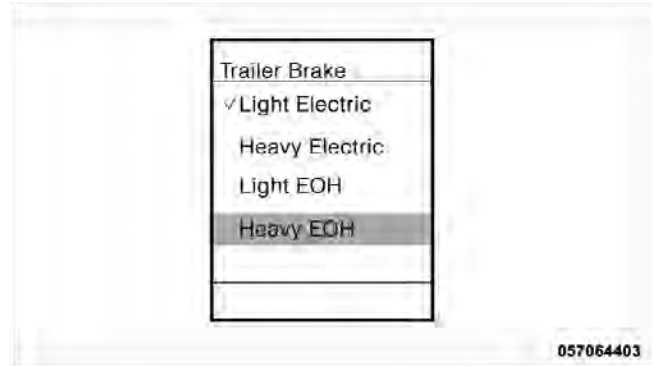 Trailer Brake
✓Light Electric
Heavy Electric
Light EOH
Heavy EOH
057064403